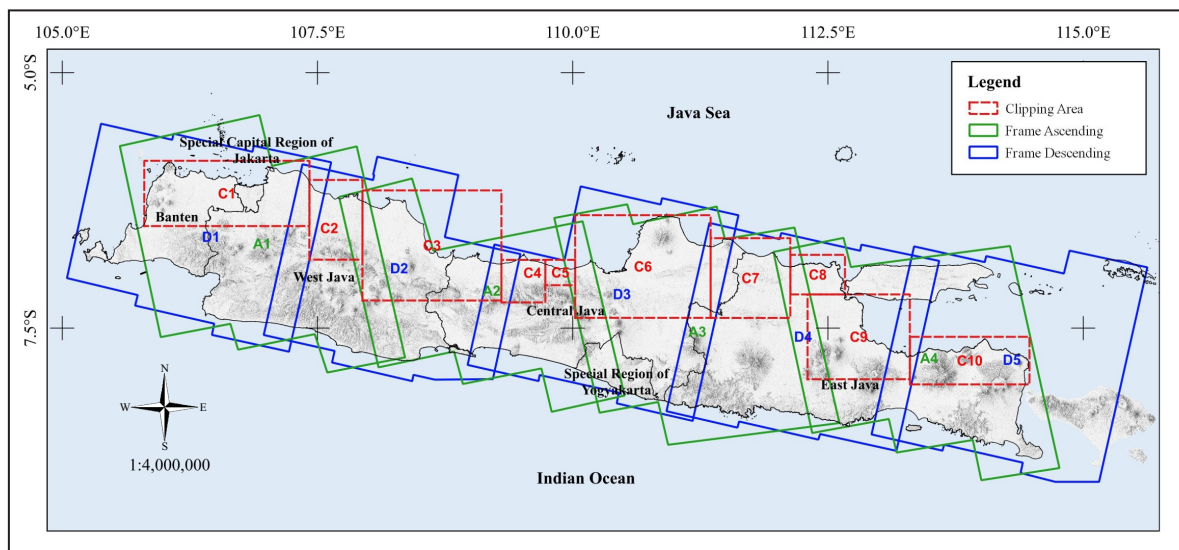 105.0°E 107.5°E 110.0°E 112.5°E 115.0°E
5.0°S
7.5°S
Java Sea
Legend
Clipping Area
Frame Ascending
Frame Descending
Special Capital Region of
Jakarta
C1
Banten
D1
A1
C2
West Java
C3
D2
A2
C4
C5
Central Java
C6
D3
Special Region of
Yogyakarta
A3
C7
C8
D4
C9
East Java
A4
C10
D5
N
W E
S
1:4,000,000
Indian Ocean